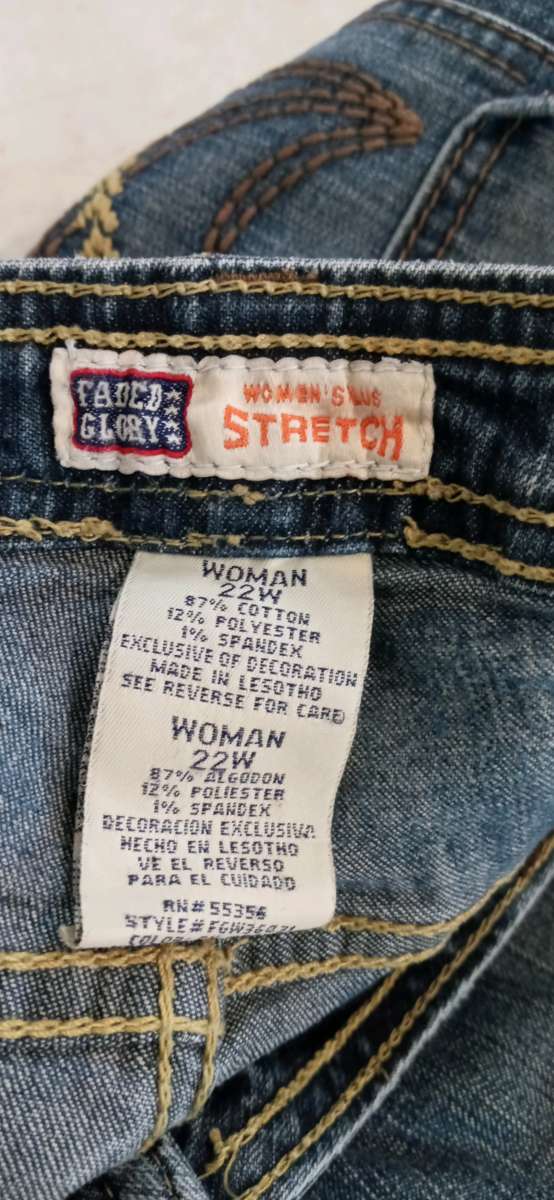 FADED
GLORY
WOMEN'S PLUS
STRETCH
WOMAN
22W
87% COTTON
12% POLYESTER
1% SPANDEX
EXCLUSIVE OF DECORATION
MADE IN LESOTHO
SEE REVERSE FOR CARE
WOMAN
22W
87% ALGODON
12% POLIESTER
1% SPANDEX
DECORACION EXCLUSIVA
HECHO EN LESOTHO
VE EL REVERSO
PARA EL CUIDADO
RN# 55356
STYLE#